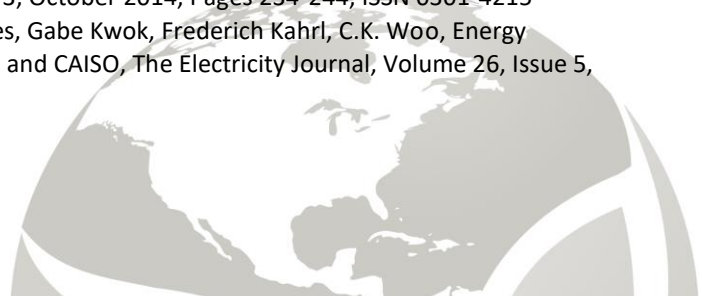 3, October 2014, Pages 234-244, ISSN 0301-4215
es, Gabe Kwok, Frederich Kahrl, C.K. Woo, Energy
and CAISO, The Electricity Journal, Volume 26, Issue 5,